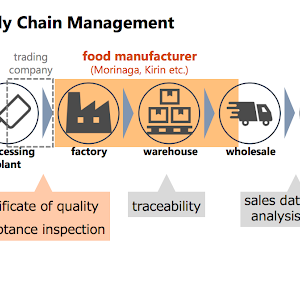 ly Chain Management
trading
company
food manufacturer
(Morinaga, Kirin etc.)
cessing
plant
factory
warehouse
wholesale
ificate of quality
ptance inspection
traceability
sales dat
analysis